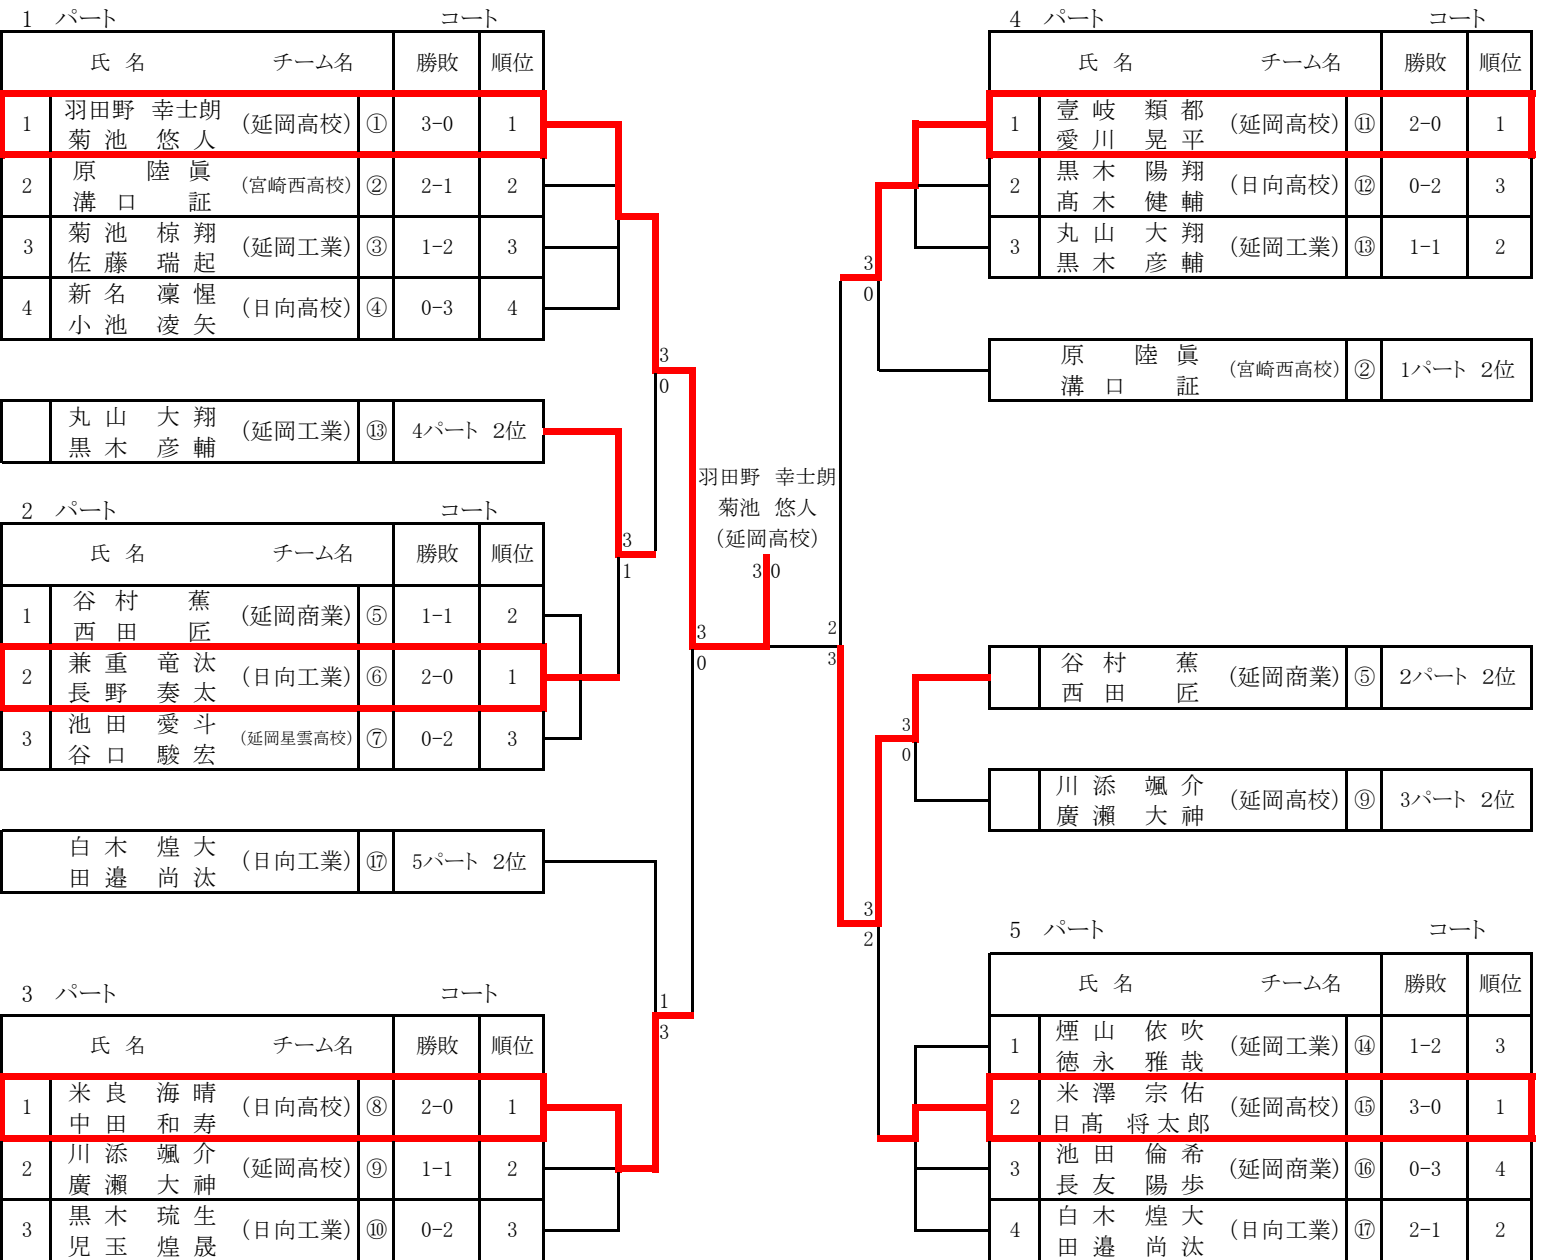 1 パート コート
氏 名 チーム名 勝敗 順位
1 羽田野 幸士朗 (延岡高校) ① 3-0 1
菊 池 悠 人
2 原 陸 眞 (宮崎西高校) ② 2-1 2
溝 口 証
3 菊 池 椋 翔 (延岡工業) ③ 1-2 3
佐 藤 瑞 起
4 新 名 凜 惺 (日向高校) ④ 0-3 4
小 池 凌 矢
丸 山 大 翔 (延岡工業) ⑬ 4パート 2位
黒 木 彦 輔
2 パート コート
氏 名 チーム名 勝敗 順位
1 谷 村 蕉 (延岡商業) ⑤ 1-1 2
西 田 匠
2 兼 重 竜 汰 (日向工業) ⑥ 2-0 1
長 野 奏 太
3 池 田 愛 斗 (延岡星雲高校) ⑦ 0-2 3
谷 口 駿 宏
白 木 煌 大 (日向工業) ⑰ 5パート 2位
田 邉 尚 汰
3 パート コート
氏 名 チーム名 勝敗 順位
1 米 良 海 晴 (日向高校) ⑧ 2-0 1
中 田 和 寿
2 川 添 颯 介 (延岡高校) ⑨ 1-1 2
廣 瀬 大 神
3 黒 木 琉 生 (日向工業) ⑩ 0-2 3
児 玉 煌 晟
3
0
3
1
1
3
3
0
羽田野 幸士朗
菊池 悠人
(延岡高校)
3 0
2
3
3
0
3
0
3
2
4 パート コート
氏 名 チーム名 勝敗 順位
1 壹 岐 類 都 (延岡高校) ⑪ 2-0 1
愛 川 晃 平
2 黒 木 陽 翔 (日向高校) ⑫ 0-2 3
髙 木 健 輔
3 丸 山 大 翔 (延岡工業) ⑬ 1-1 2
黒 木 彦 輔
原 陸 眞 (宮崎西高校) ② 1パート 2位
溝 口 証
谷 村 蕉 (延岡商業) ⑤ 2パート 2位
西 田 匠
川 添 颯 介 (延岡高校) ⑨ 3パート 2位
廣 瀬 大 神
5 パート コート
氏 名 チーム名 勝敗 順位
1 煙 山 依 吹 (延岡工業) ⑭ 1-2 3
徳 永 雅 哉
2 米 澤 宗 佑 (延岡高校) ⑮ 3-0 1
日 髙 将 太 郎
3 池 田 倫 希 (延岡商業) ⑯ 0-3 4
長 友 陽 歩
4 白 木 煌 大 (日向工業) ⑰ 2-1 2
田 邉 尚 汰